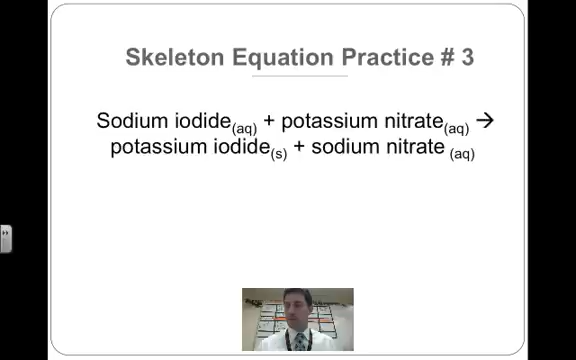 Skeleton Equation Practice # 3
Sodium iodide(aq) + potassium nitrate(aq) →
potassium iodide(s) + sodium nitrate (aq)